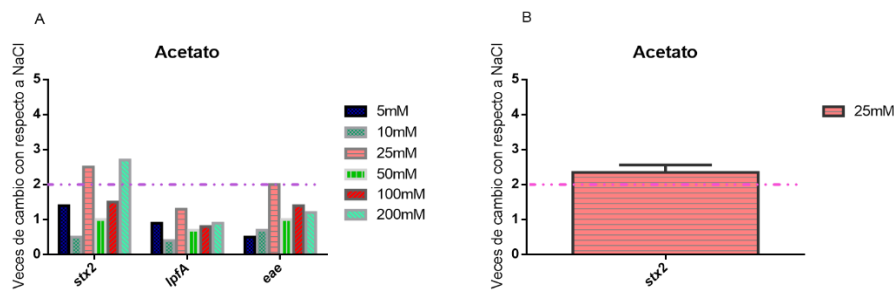 A
Acetato
Veces de cambio con respecto a NaCl
5
4
3
2
1
0
stx2
lpfA
eae
5mM
10mM
25mM
50mM
100mM
200mM
B
Acetato
Veces de cambio con respecto a NaCl
5
4
3
2
1
0
stx2
25mM